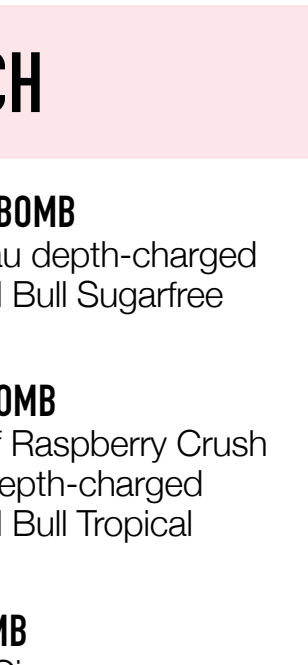 CH
BOMB
au depth-charged
l Bull Sugarfree
OMB
f Raspberry Crush
epth-charged
l Bull Tropical
MB